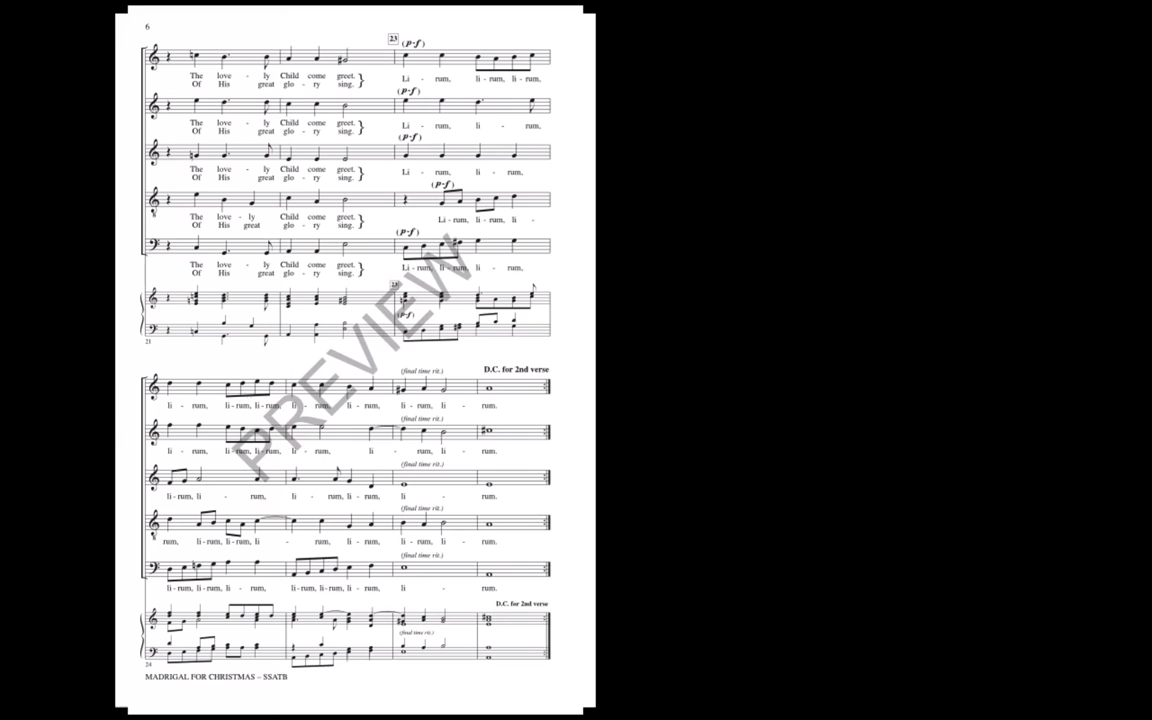 6
23
(p-f)
The love - ly Child come greet. } Li - rum, li - rum, li - rum,
Of His great glo - ry sing.
(p-f)
The love - ly Child come greet. } Li - rum, li - rum,
Of His great glo - ry sing.
(p-f)
The love - ly Child come greet. } Li - rum, li - rum,
Of His great glo - ry sing.
(p-f)
The love - ly Child come greet. } Li - rum, li - rum, li -
Of His great glo - ry sing.
(p-f)
The love - ly Child come greet. } Li - rum, li - rum, li - rum,
Of His great glo - ry sing.
23
(p-f)
21
PREVIEW
D.C. for 2nd verse
(final time rit.)
li - rum, li - rum, li - rum, li - rum, li - rum, li - rum, li - rum.
(final time rit.)
li - rum, li - rum, li - rum, li - rum, li - rum, li - rum.
(final time rit.)
li - rum, li - rum, li - rum, li - rum, li - rum.
(final time rit.)
rum, li - rum, li - rum, li - rum, li - rum, li - rum, li - rum.
(final time rit.)
li - rum, li - rum, li - rum, li - rum, li - rum, li - rum, li - rum.
D.C. for 2nd verse
(final time rit.)
24
MADRIGAL FOR CHRISTMAS – SSATB